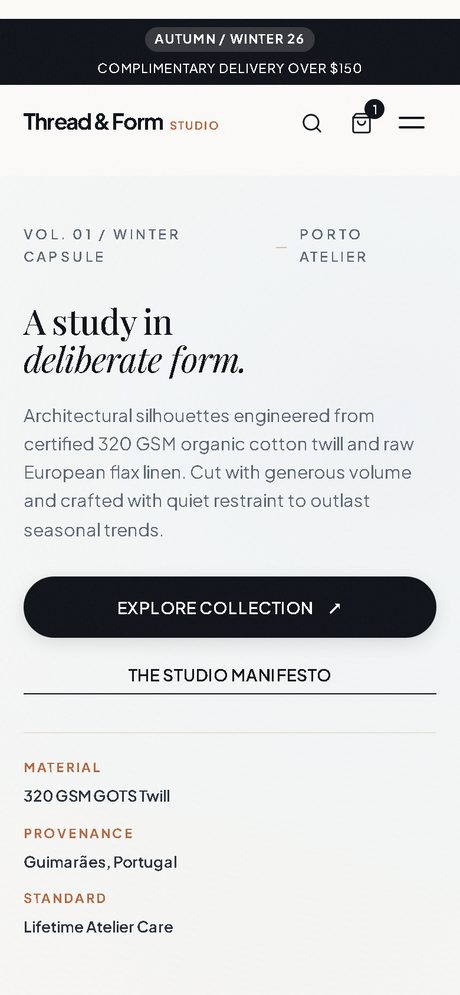 AUTUMN / WINTER 26
COMPLIMENTARY DELIVERY OVER $150
Thread & Form STUDIO
1
VOL. 01 / WINTER CAPSULE — PORTO ATELIER
A study in
deliberate form.
Architectural silhouettes engineered from
certified 320 GSM organic cotton twill and raw
European flax linen. Cut with generous volume
and crafted with quiet restraint to outlast
seasonal trends.
EXPLORE COLLECTION ↗
THE STUDIO MANIFESTO
MATERIAL
320 GSM GOTS Twill
PROVENANCE
Guimarães, Portugal
STANDARD
Lifetime Atelier Care